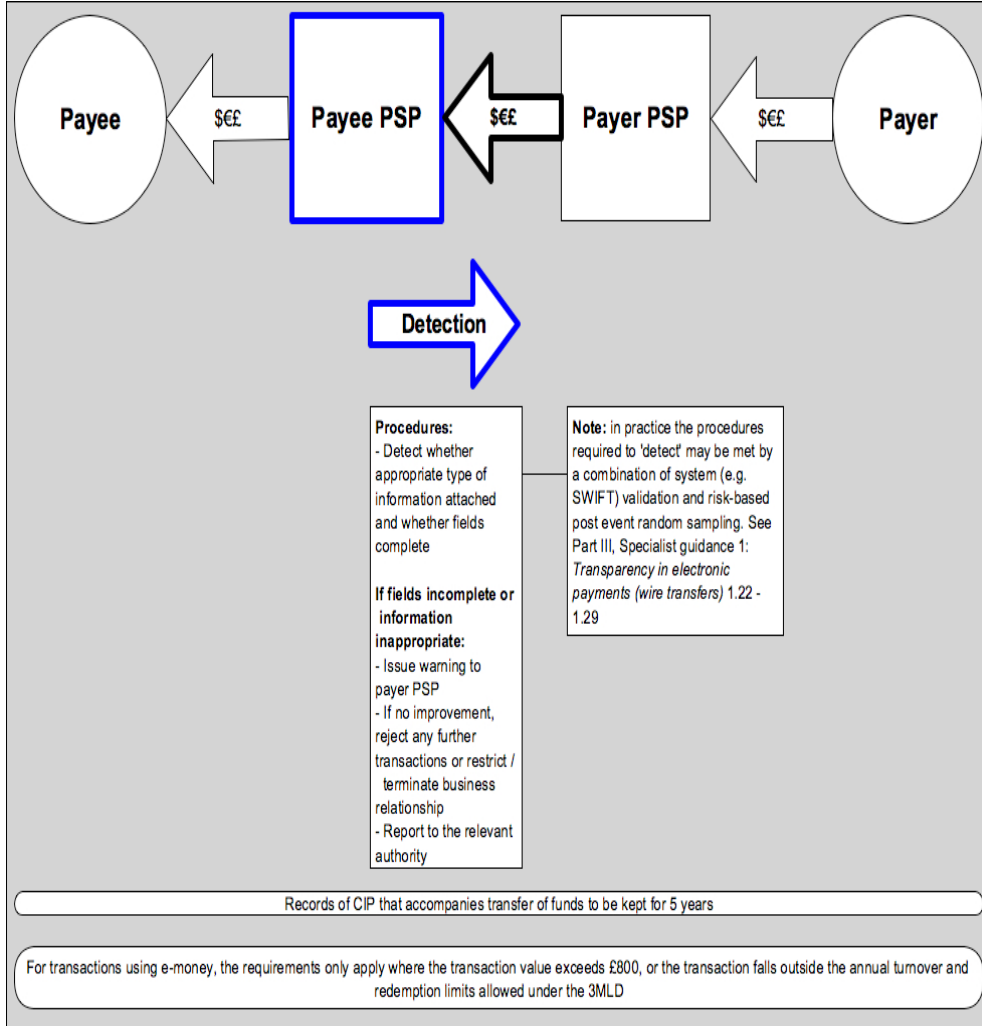 Payee
$€£
Payee PSP
$€£
Payer PSP
$€£
Payer
Detection
Procedures:
- Detect whether
appropriate type of
information attached
and whether fields
complete
If fields incomplete or
information
inappropriate:
- Issue warning to
payer PSP
- If no improvement,
reject any further
transactions or restrict /
terminate business
relationship
- Report to the relevant
authority
Note: in practice the procedures
required to 'detect' may be met by
a combination of system (e.g.
SWIFT) validation and risk-based
post event random sampling. See
Part III, Specialist guidance 1:
Transparency in electronic
payments (wire transfers) 1.22 -
1.29
Records of CIP that accompanies transfer of funds to be kept for 5 years
For transactions using e-money, the requirements only apply where the transaction value exceeds £800, or the transaction falls outside the annual turnover and
redemption limits allowed under the 3MLD